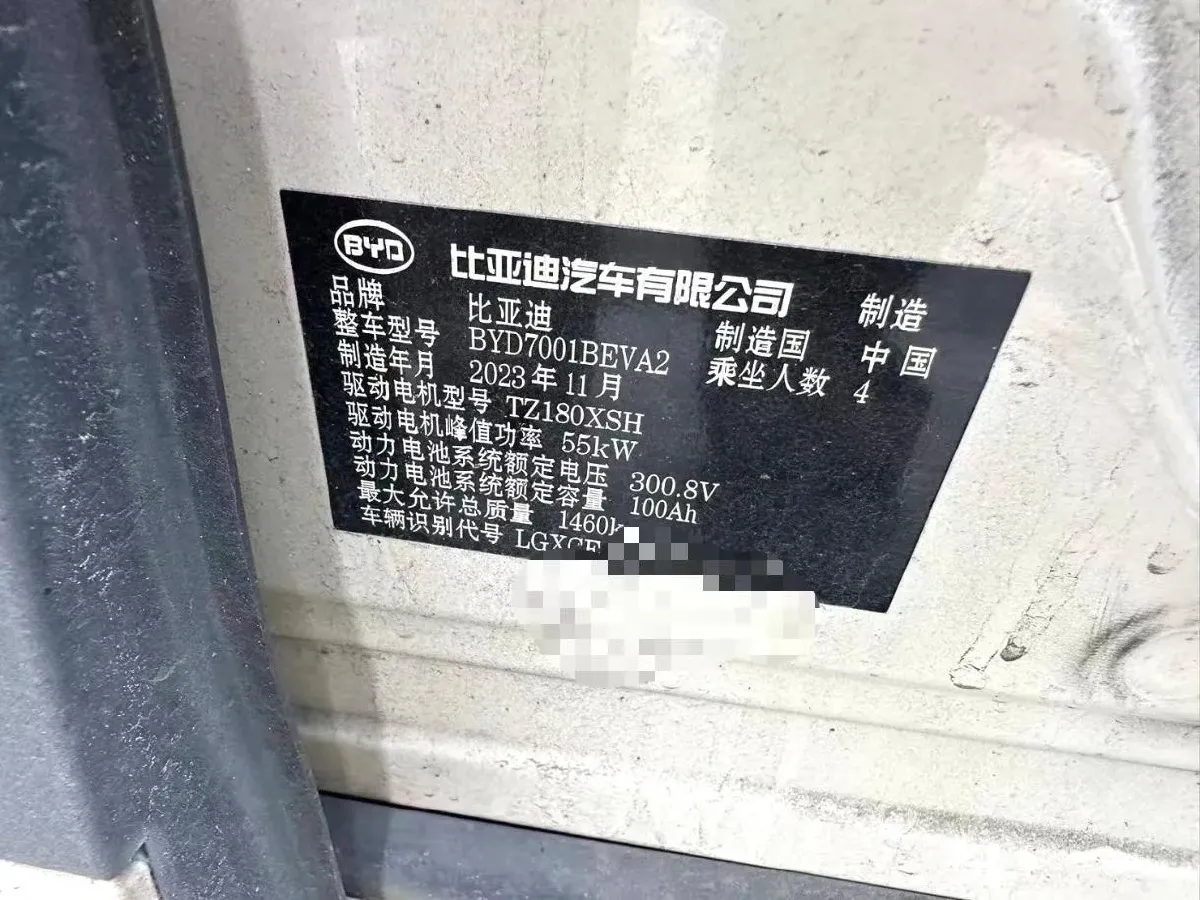 BYD 比亚迪汽车有限公司 制造
品牌 比亚迪 制造国 中国
整车型号 BYD7001BEVA2 乘坐人数 4
制造年月 2023年11月
驱动电机型号 TZ180XSH
驱动电机峰值功率 55kW
动力电池系统额定电压 300.8V
动力电池系统额定容量 100Ah
最大允许总质量 1460k
车辆识别代号 LGXCE